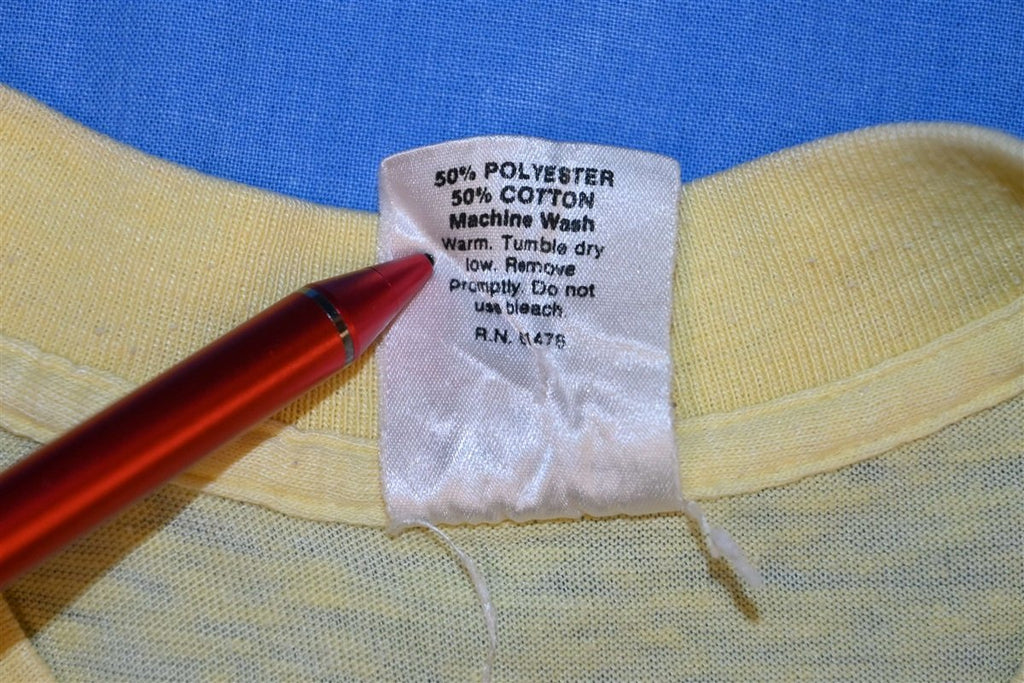 50% POLYESTER
50% COTTON
Machine Wash
Warm. Tumble dry
low. Remove
Promptly. Do not
use bleach.
R.N.